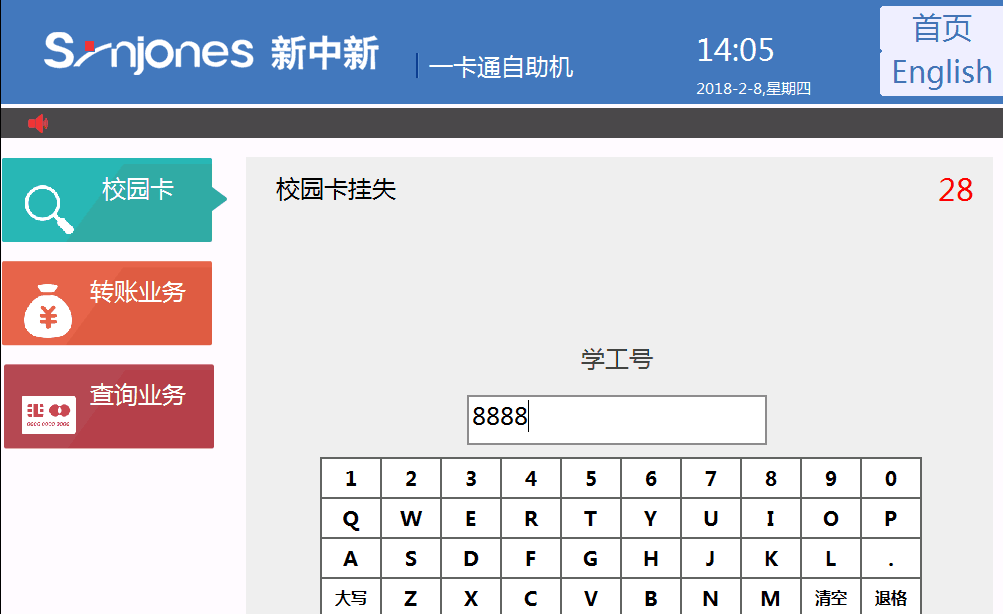 Synjones 新中新
一卡通自助机
14:05
2018-2-8,星期四
首页
English
校园卡
转账业务
查询业务
校园卡挂失
28
学工号
8888
1 2 3 4 5 6 7 8 9 0
Q W E R T Y U I O P
A S D F G H J K L .
大写 Z X C V B N M 清空 退格